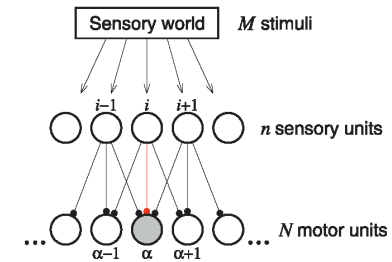 Sensory world M stimuli
i−1 i i+1
n sensory units
... α−1 α α+1 ... N motor units